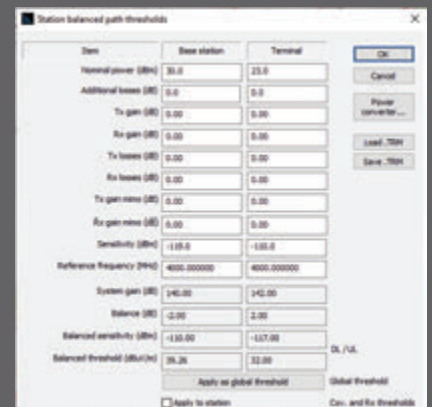 Station balanced path thresholds
Item Base station Terminal
Nominal power (dBm) 30.0 23.0
Additional losses (dB) 0.0 0.0
Tx gain (dB) 0.00 0.00
Rx gain (dB) 0.00 0.00
Tx losses (dB) 0.00 0.00
Rx losses (dB) 0.00 0.00
Tx gain mimo (dB) 0.00 0.00
Rx gain mimo (dB) 0.00 0.00
Sensitivity (dBm)
Reference frequency (MHz) 4000.000000 4000.000000
System gain (dB) 140.00 142.00
Balance (dB) -2.00 2.00
Balanced sensitivity (dBm) -110.00 -117.00
Balanced threshold (dBuV/m) 39.26 32.00
DL /UL
Apply as global threshold Global threshold
Apply to station Cov. and Rx thresholds
OK
Cancel
Power
converter...
Load .TRM
Save .TRM